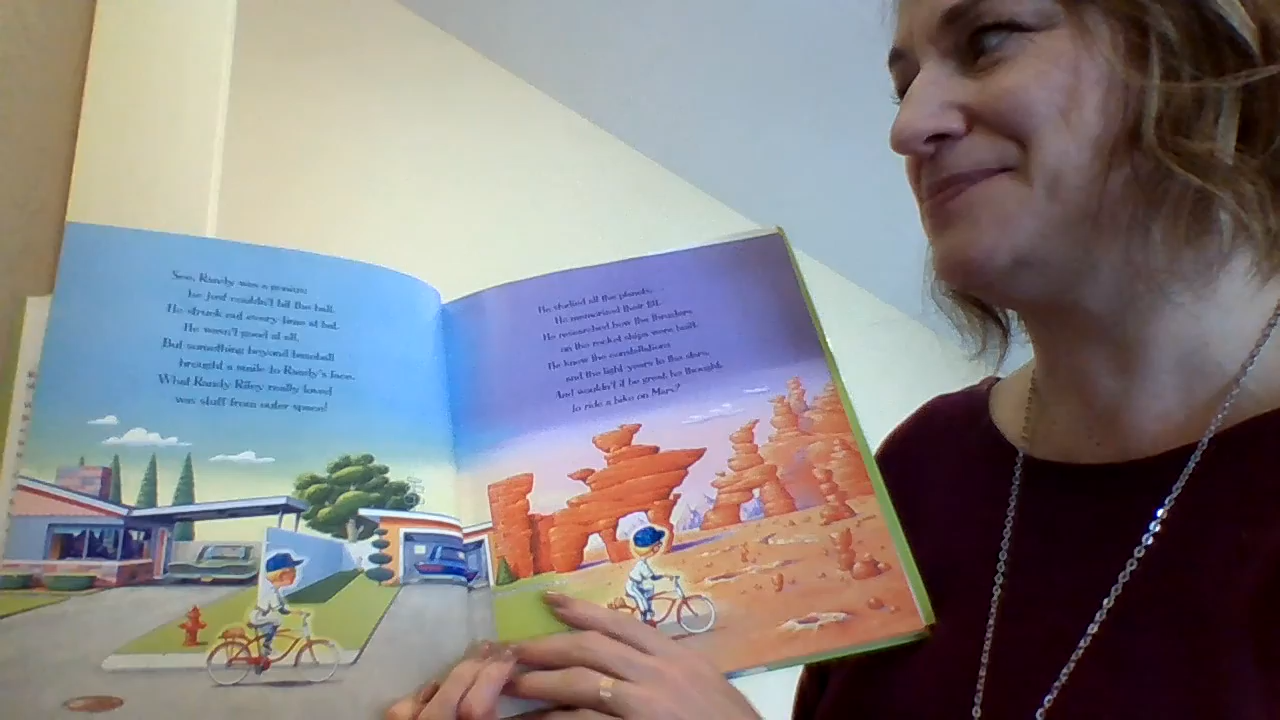 See, Randy was a genius;
he just couldn't hit the ball.
He struck out every time at bat.
He wasn't good at all.
But something beyond baseball
brought a smile to Randy's face.
What Randy Riley really loved
was stuff from outer space!
He studied all the planets.
He memorized their tilt.
He researched how the thrusters
on the rocket ships were built.
He knew the constellations
and the light-years to the stars.
And wouldn't it be great, he thought,
to ride a bike on Mars?